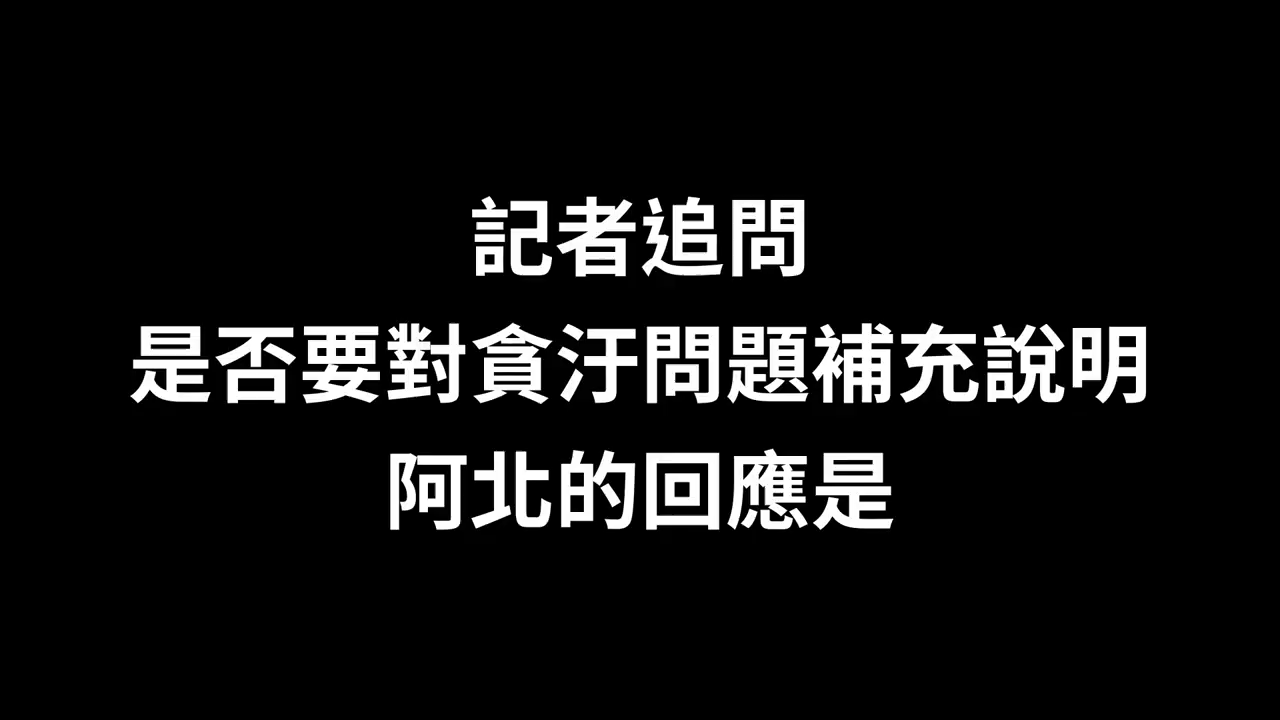 記者追問
是否要對貪汙問題補充說明
阿北的回應是